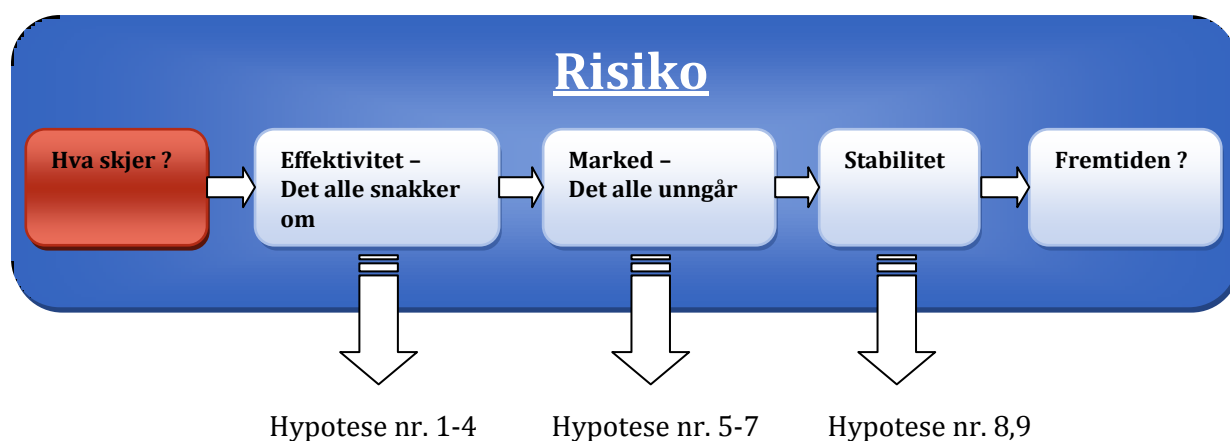 Risiko
Hva skjer ?
Effektivitet –
Det alle snakker
om
Marked –
Det alle unngår
Stabilitet
Fremtiden ?
Hypotese nr. 1-4
Hypotese nr. 5-7
Hypotese nr. 8,9